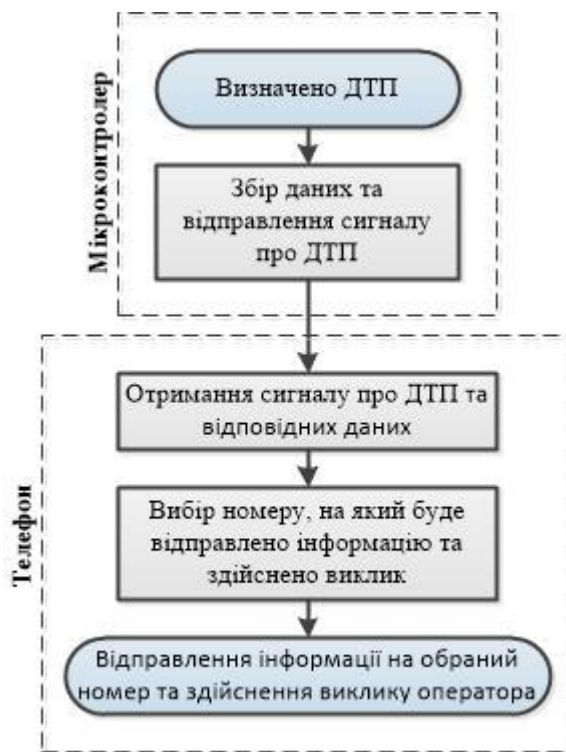 Мікроконтролер
Визначено ДТП
Збір даних та
відправлення сигналу
про ДТП
Телефон
Отримання сигналу про ДТП та
відповідних даних
Вибір номеру, на який буде
відправлено інформацію та
здійснено виклик
Відправлення інформації на обраний
номер та здійснення виклику оператора